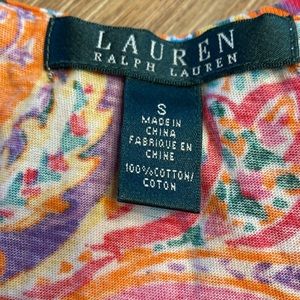 LAUREN
RALPH LAUREN
S
MADE IN
CHINA
FABRIQUE EN
CHINE
100%COTTON/
COTON